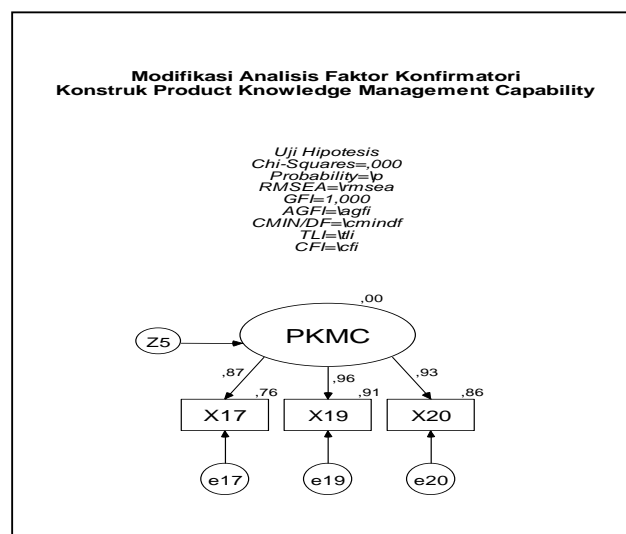 Modifikasi Analisis Faktor Konfirmatori
Konstruk Product Knowledge Management Capability
Uji Hipotesis
Chi-Squares=,000
Probability=\p
RMSEA=\rmsea
GFI=1,000
AGFI=\agfi
CMIN/DF=\cmindf
TLI=\tli
CFI=\cfi
,00
PKMC
Z5
,87
,96
,93
,76
,91
,86
X17
X19
X20
e17
e19
e20